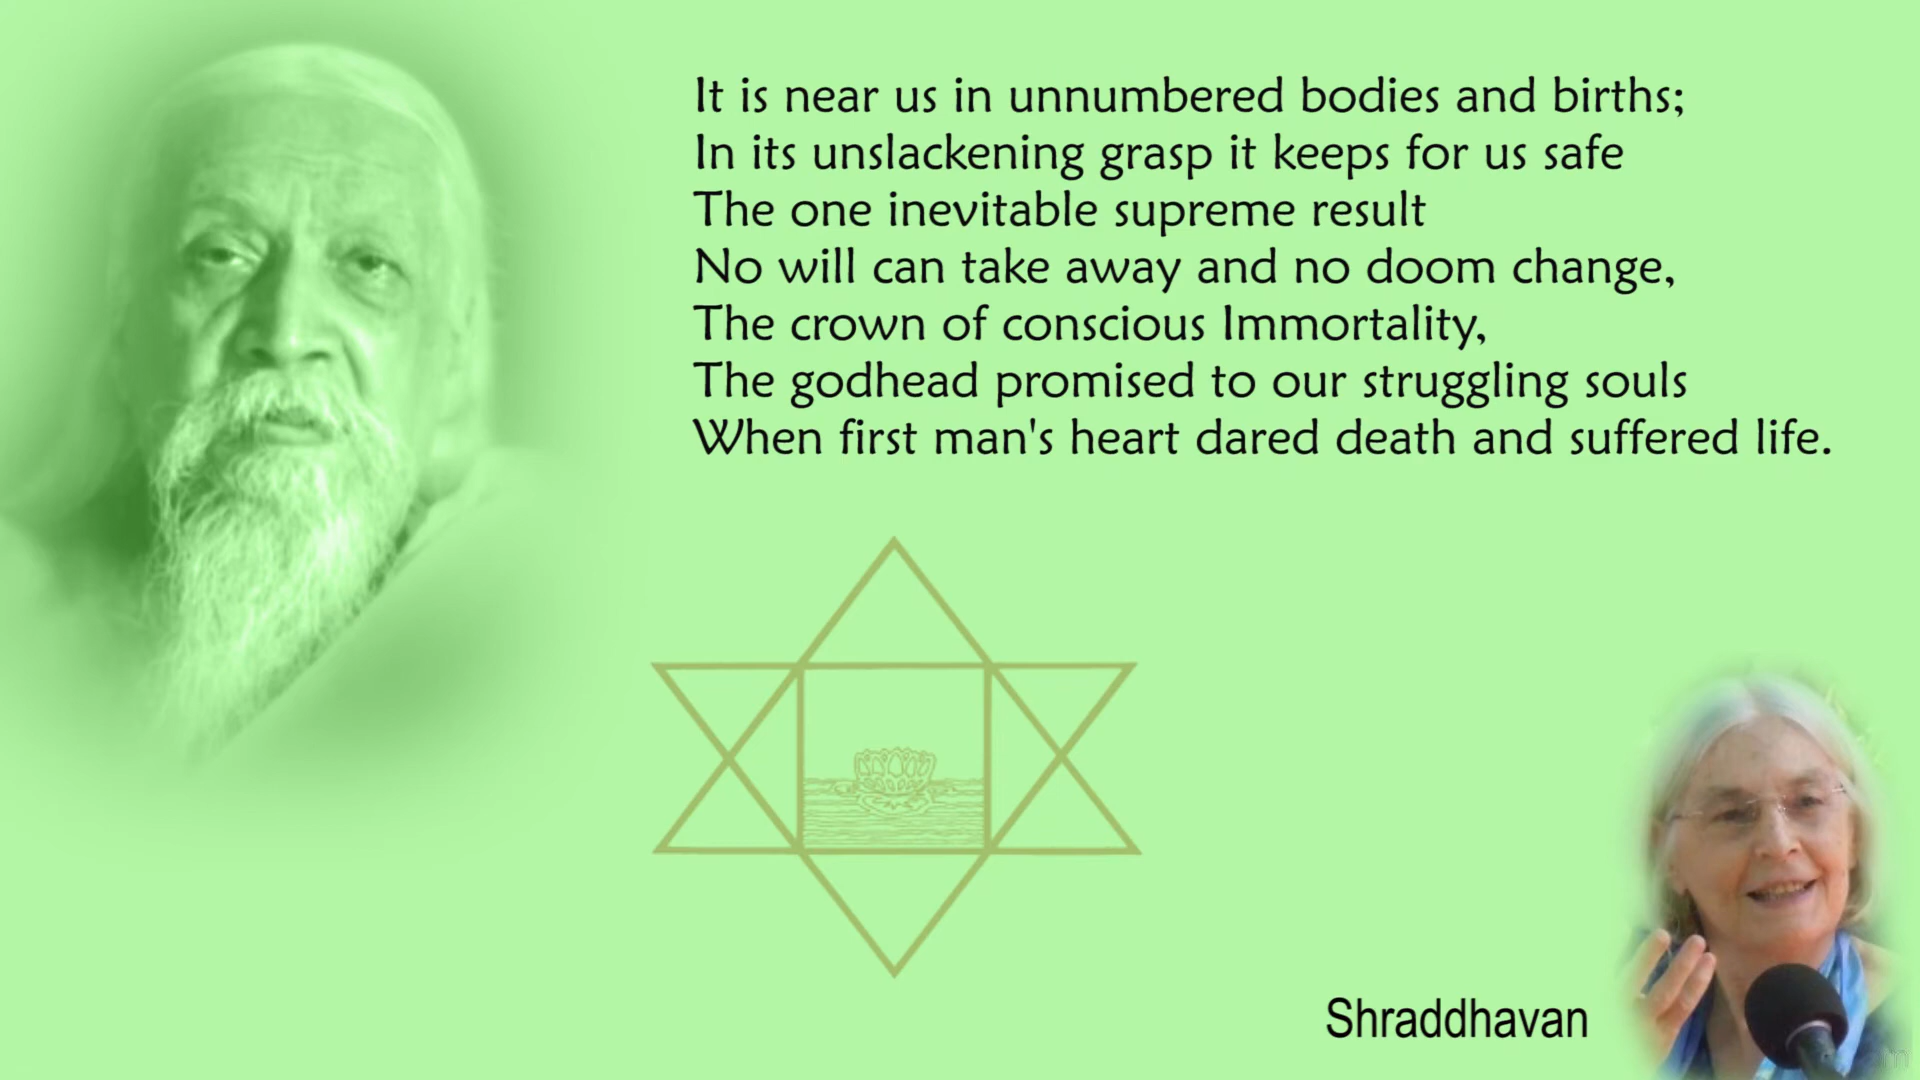 It is near us in unnumbered bodies and births;
In its unslackening grasp it keeps for us safe
The one inevitable supreme result
No will can take away and no doom change,
The crown of conscious Immortality,
The godhead promised to our struggling souls
When first man's heart dared death and suffered life.
Shraddhavan